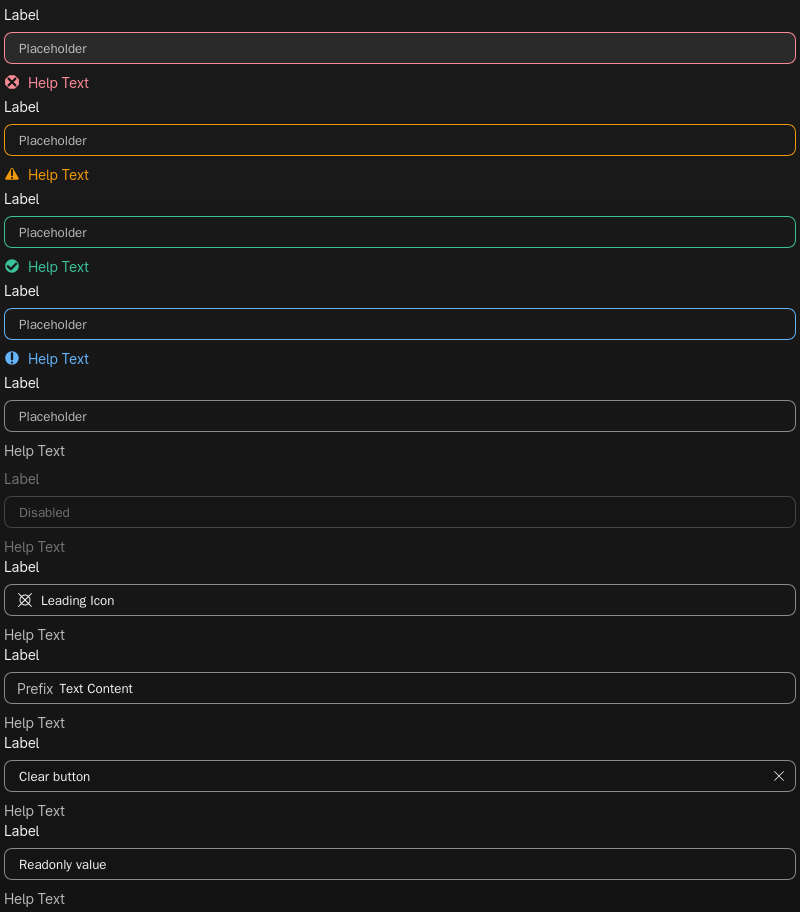 Label
Placeholder
Help Text
Label
Placeholder
Help Text
Label
Placeholder
Help Text
Label
Placeholder
Help Text
Label
Placeholder
Help Text
Label
Disabled
Help Text
Label
Leading Icon
Help Text
Label
Prefix Text Content
Help Text
Label
Clear button
Help Text
Label
Readonly value
Help Text